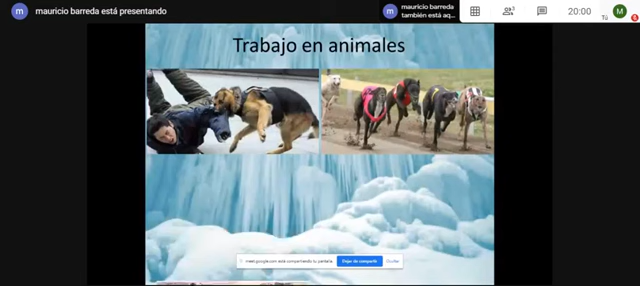 m mauricio barreda está presentando
m mauricio barreda
también está aq...
3
20:00
Tú
M
Trabajo en animales
meet.google.com está compartiendo tu pantalla.
Dejar de compartir
Ocultar